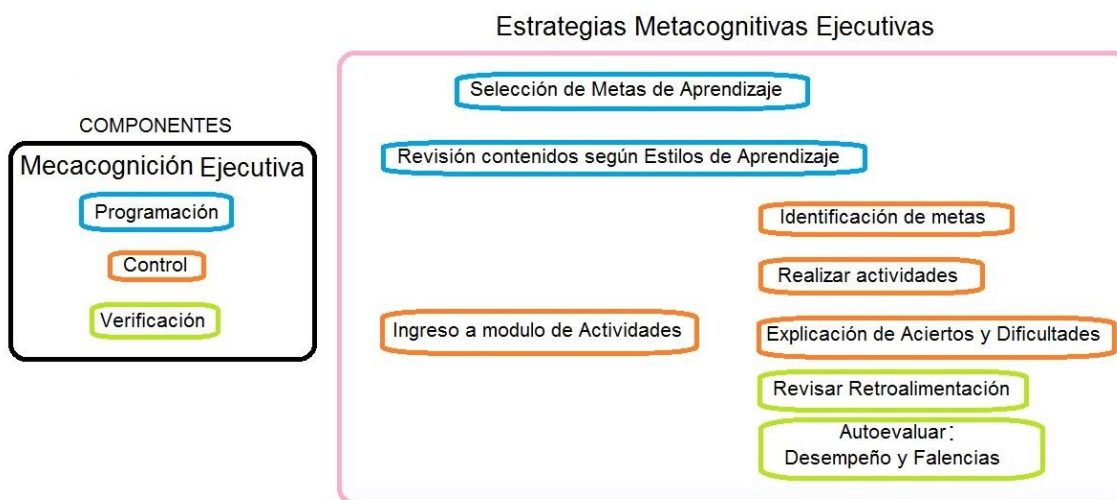 Estrategias Metacognitivas Ejecutivas
COMPONENTES
Mecacognición Ejecutiva
Programación
Control
Verificación
Selección de Metas de Aprendizaje
Revisión contenidos según Estilos de Aprendizaje
Ingreso a modulo de Actividades
Identificación de metas
Realizar actividades
Explicación de Aciertos y Dificultades
Revisar Retroalimentación
Autoevaluar:
Desempeño y Falencias